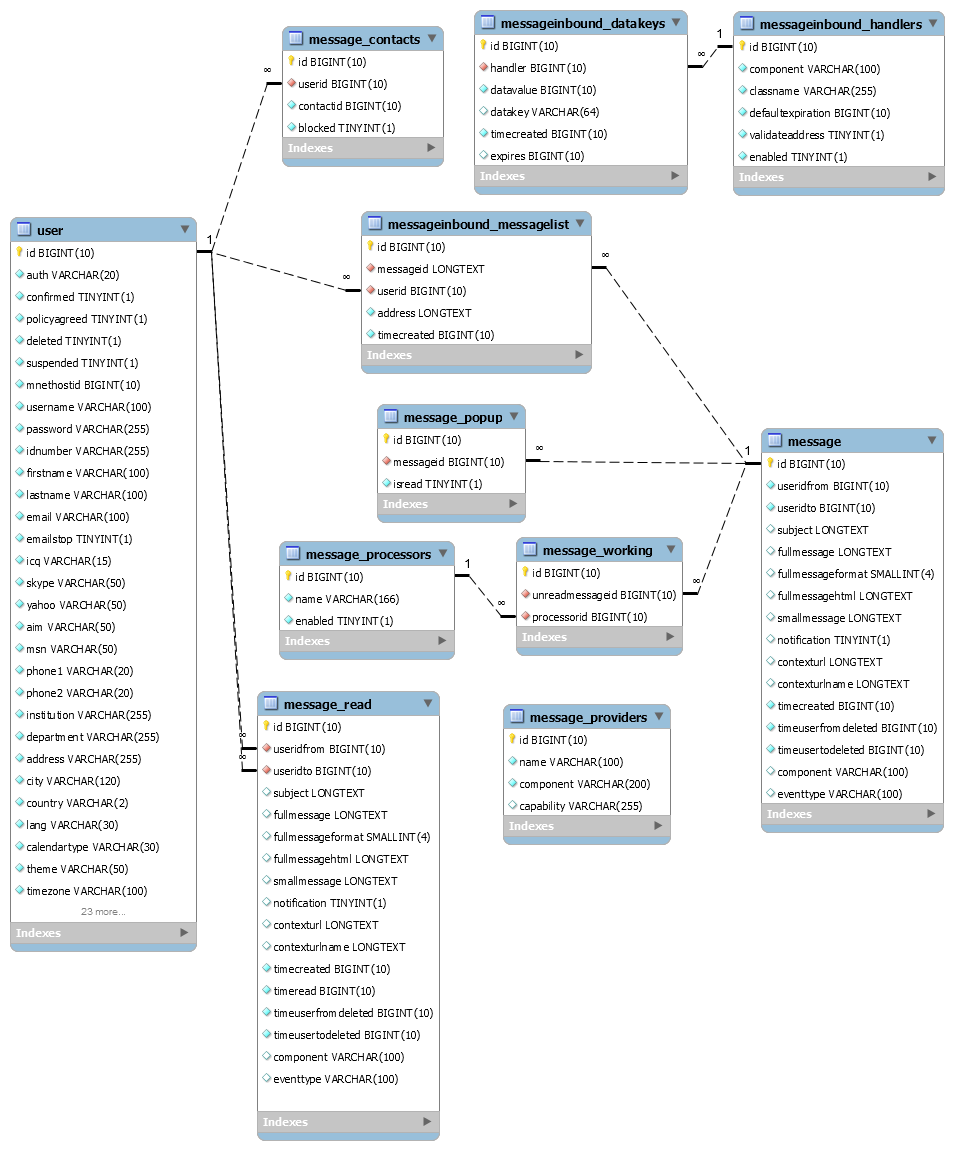 message_contacts
id BIGINT(10)
userid BIGINT(10)
contactid BIGINT(10)
blocked TINYINT(1)
Indexes
messageinbound_datakeys
id BIGINT(10)
handler BIGINT(10)
datavalue BIGINT(10)
datakey VARCHAR(64)
timecreated BIGINT(10)
expires BIGINT(10)
Indexes
messageinbound_handlers
id BIGINT(10)
component VARCHAR(100)
classname VARCHAR(255)
defaultexpiration BIGINT(10)
validateaddress TINYINT(1)
enabled TINYINT(1)
Indexes
∞
∞
1
user
id BIGINT(10)
auth VARCHAR(20)
confirmed TINYINT(1)
policyagreed TINYINT(1)
deleted TINYINT(1)
suspended TINYINT(1)
mnethostid BIGINT(10)
username VARCHAR(100)
password VARCHAR(255)
idnumber VARCHAR(255)
firstname VARCHAR(100)
lastname VARCHAR(100)
email VARCHAR(100)
emailstop TINYINT(1)
icq VARCHAR(15)
skype VARCHAR(50)
yahoo VARCHAR(50)
aim VARCHAR(50)
msn VARCHAR(50)
phone1 VARCHAR(20)
phone2 VARCHAR(20)
institution VARCHAR(255)
department VARCHAR(255)
address VARCHAR(255)
city VARCHAR(120)
country VARCHAR(2)
lang VARCHAR(30)
calendartype VARCHAR(30)
theme VARCHAR(50)
timezone VARCHAR(100)
23 more...
Indexes
1
∞
messageinbound_messagelist
id BIGINT(10)
messageid LONGTEXT
userid BIGINT(10)
address LONGTEXT
timecreated BIGINT(10)
Indexes
∞
message_popup
id BIGINT(10)
messageid BIGINT(10)
isread TINYINT(1)
Indexes
∞
1
message_processors
id BIGINT(10)
name VARCHAR(166)
enabled TINYINT(1)
Indexes
1
∞
message_working
id BIGINT(10)
unreadmessageid BIGINT(10)
processorid BIGINT(10)
Indexes
∞
message
id BIGINT(10)
useridfrom BIGINT(10)
useridto BIGINT(10)
subject LONGTEXT
fullmessage LONGTEXT
fullmessageformat SMALLINT(4)
fullmessagehtml LONGTEXT
smallmessage LONGTEXT
notification TINYINT(1)
contexturl LONGTEXT
contexturlname LONGTEXT
timecreated BIGINT(10)
timeuserfromdeleted BIGINT(10)
timeusertodeleted BIGINT(10)
component VARCHAR(100)
eventtype VARCHAR(100)
Indexes
∞
∞
message_read
id BIGINT(10)
useridfrom BIGINT(10)
useridto BIGINT(10)
subject LONGTEXT
fullmessage LONGTEXT
fullmessageformat SMALLINT(4)
fullmessagehtml LONGTEXT
smallmessage LONGTEXT
notification TINYINT(1)
contexturl LONGTEXT
contexturlname LONGTEXT
timecreated BIGINT(10)
timeread BIGINT(10)
timeuserfromdeleted BIGINT(10)
timeusertodeleted BIGINT(10)
component VARCHAR(100)
eventtype VARCHAR(100)
Indexes
message_providers
id BIGINT(10)
name VARCHAR(100)
component VARCHAR(200)
capability VARCHAR(255)
Indexes